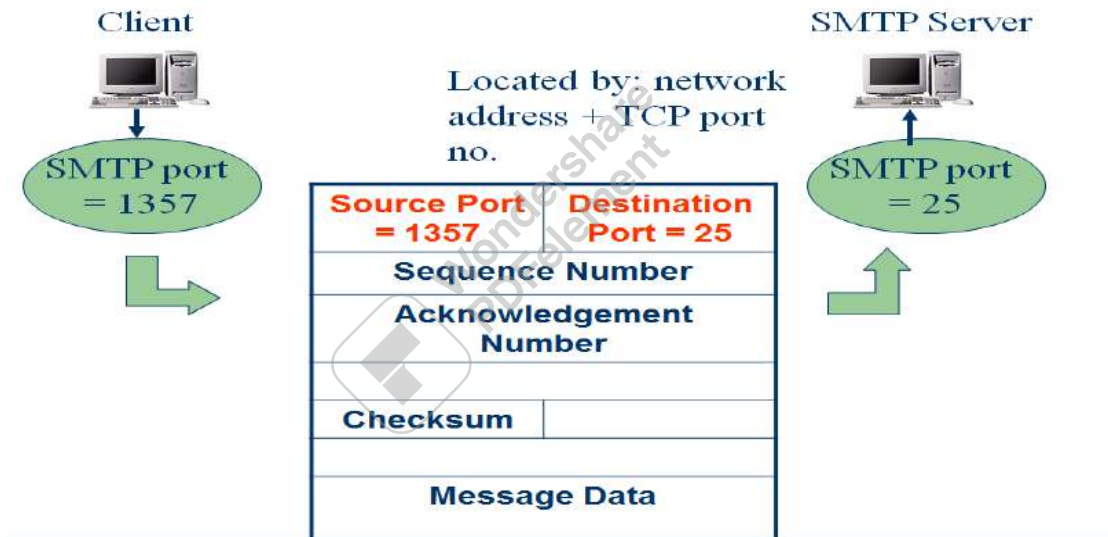 Client
SMTP Server
Located by: network
address + TCP port
no.
SMTP port
= 1357
SMTP port
= 25
Source Port
= 1357
Destination
Port = 25
Sequence Number
Acknowledgement
Number
Checksum
Message Data
Wondershare
PDFelement